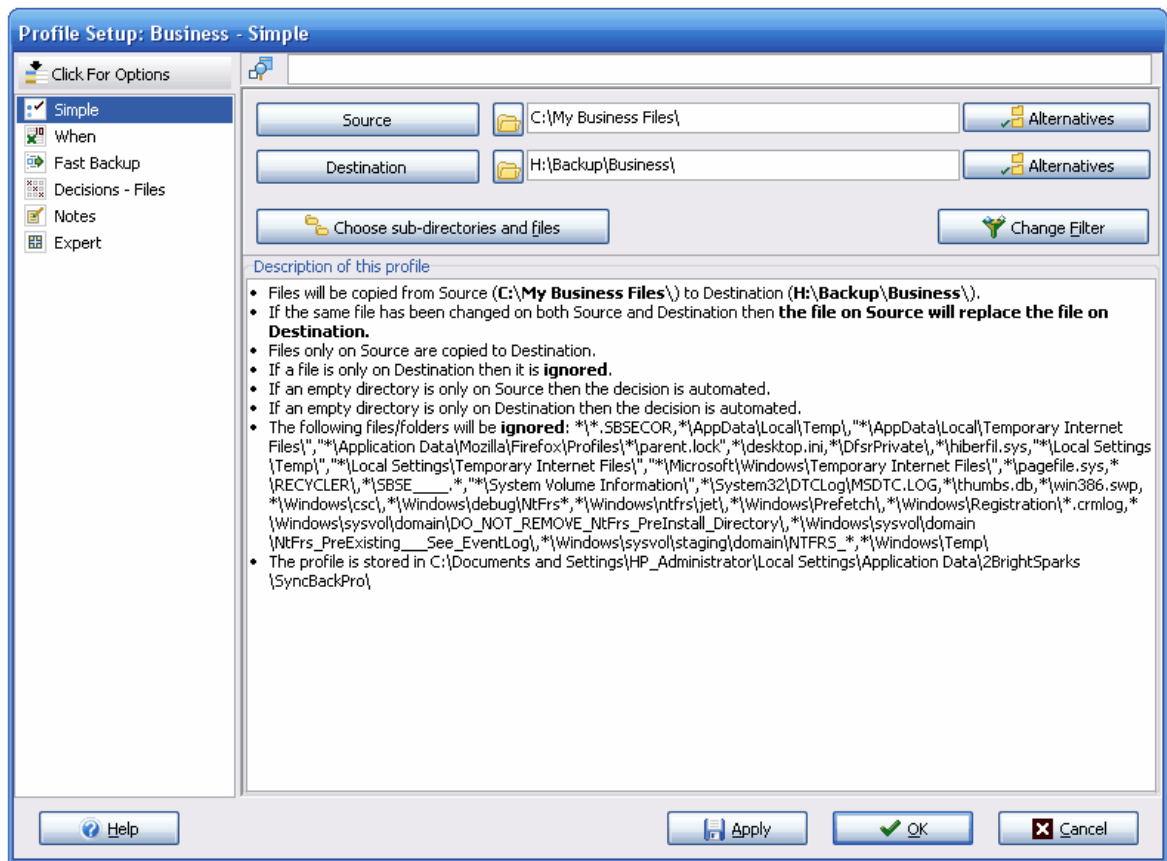 Profile Setup: Business - Simple
Click For Options
Simple
When
Fast Backup
Decisions - Files
Notes
Expert
Source
C:\My Business Files\
Alternatives
Destination
H:\Backup\Business\
Alternatives
Choose sub-directories and files
Change Filter
Description of this profile
• Files will be copied from Source (C:\My Business Files\) to Destination (H:\Backup\Business\).
• If the same file has been changed on both Source and Destination then the file on Source will replace the file on
Destination.
• Files only on Source are copied to Destination.
• If a file is only on Destination then it is ignored.
• If an empty directory is only on Source then the decision is automated.
• If an empty directory is only on Destination then the decision is automated.
• The following files/folders will be ignored: *\*.SBSECOR,*\AppData\Local\Temp\,"*\AppData\Local\Temporary Internet
Files\","*\Application Data\Mozilla\Firefox\Profiles\*\parent.lock",*\desktop.ini,*\DfsrPrivate\,*\hiberfil.sys,"*\Local Settings
\Temp\","*\Local Settings\Temporary Internet Files\","*\Microsoft\Windows\Temporary Internet Files\",*\pagefile.sys,*
\RECYCLER\,*\SBSE____.*,"*\System Volume Information\",*\System32\DTCLog\MSDTC.LOG,*\thumbs.db,*\win386.swp,
*\Windows\csc\,*\Windows\debug\NtFrs*,*\Windows\ntfrs\jet\,*\Windows\Prefetch\,*\Windows\Registration\*.crmlog,*
\Windows\sysvol\domain\DO_NOT_REMOVE_NtFrs_PreInstall_Directory\,*\Windows\sysvol\domain
\NtFrs_PreExisting___See_EventLog\,*\Windows\sysvol\staging\domain\NTFRS_*,*\Windows\Temp\
• The profile is stored in C:\Documents and Settings\HP_Administrator\Local Settings\Application Data\2BrightSparks
\SyncBackPro\
Help
Apply
OK
Cancel